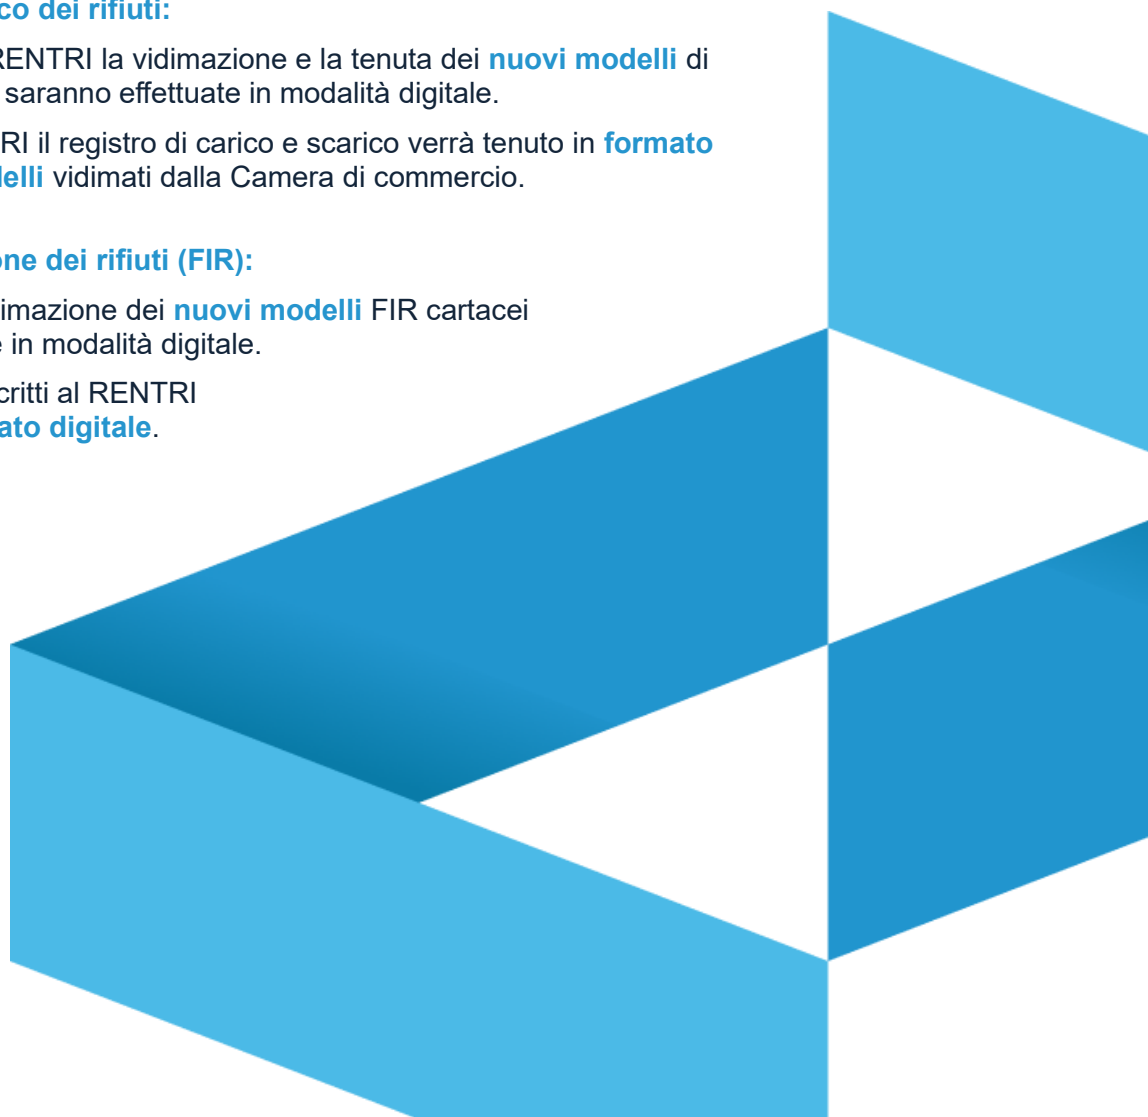 co dei rifiuti:
RENTRI la vidimazione e la tenuta dei nuovi modelli di
saranno effettuate in modalità digitale.
RI il registro di carico e scarico verrà tenuto in formato
elli vidimati dalla Camera di commercio.
one dei rifiuti (FIR):
imazione dei nuovi modelli FIR cartacei
e in modalità digitale.
critti al RENTRI
ato digitale.